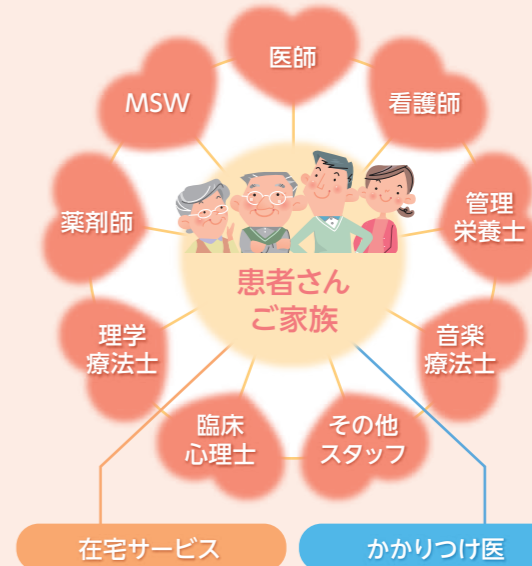 医師
看護師
管理
栄養士
音楽
療法士
その他
スタッフ
臨床
心理士
理学
療法士
薬剤師
MSW
患者さん
ご家族
在宅サービス
かかりつけ医